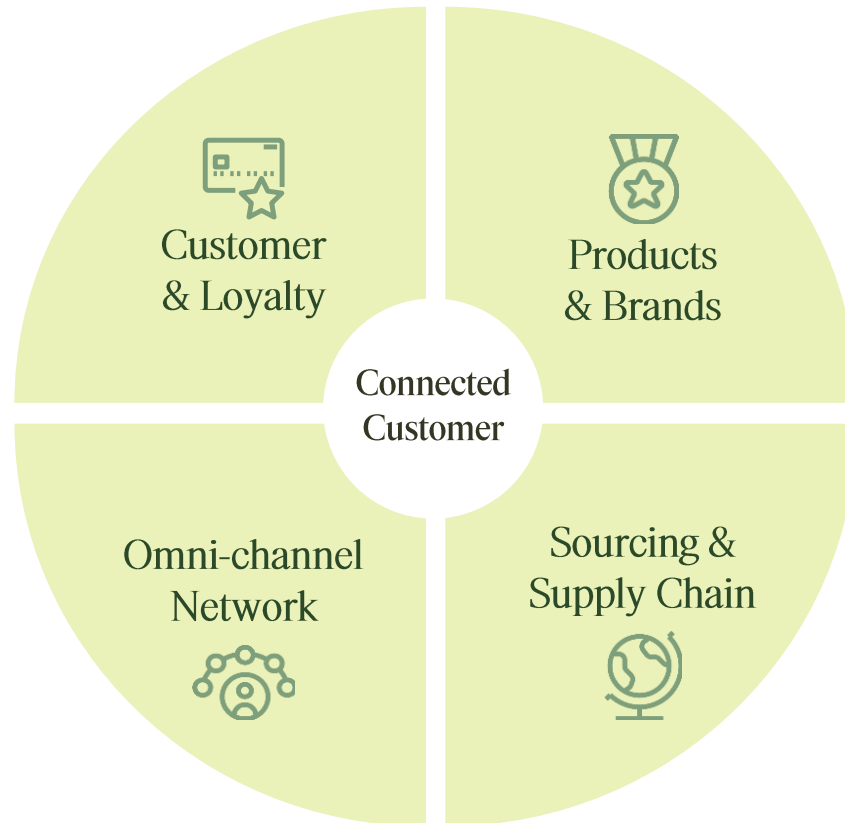 Customer
& Loyalty
Products
& Brands
Connected
Customer
Omni-channel
Network
Sourcing &
Supply Chain